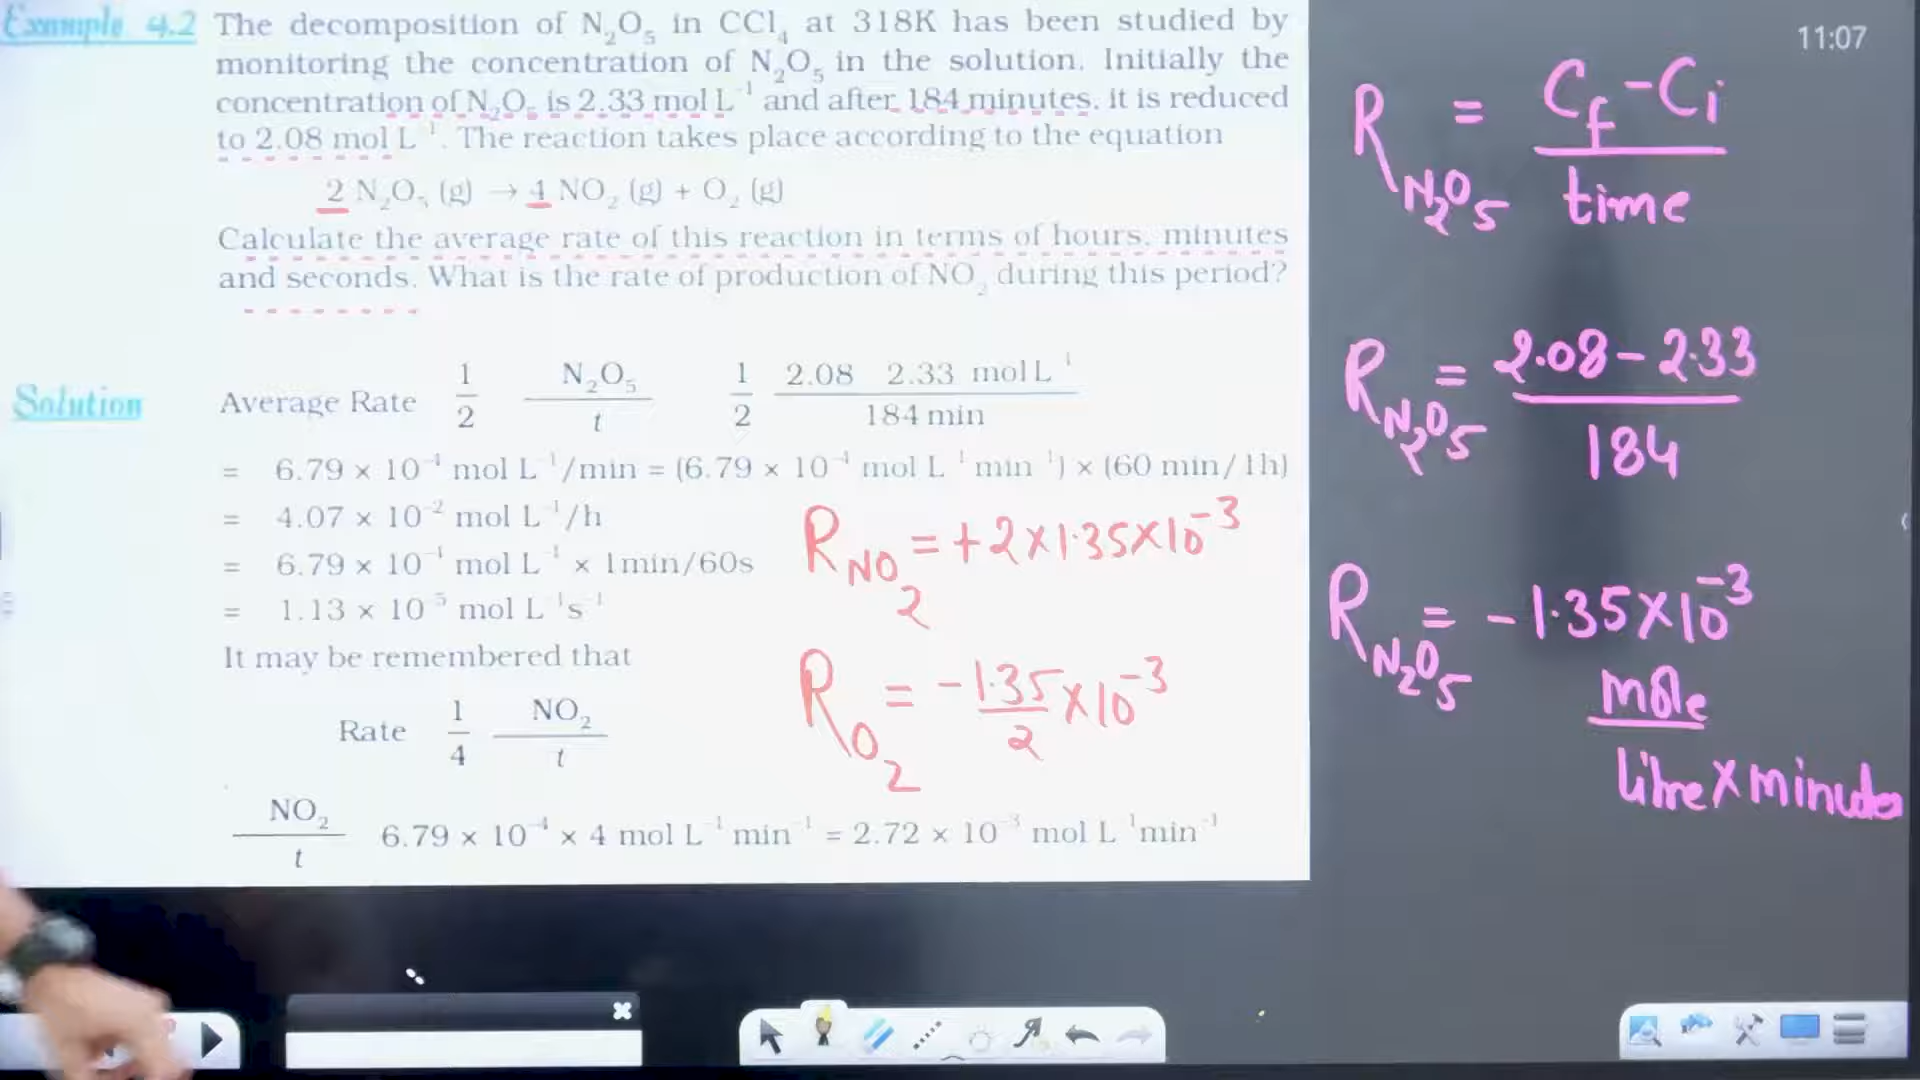 Example 4.2 The decomposition of N₂O₅ in CCl₄ at 318K has been studied by
monitoring the concentration of N₂O₅ in the solution. Initially the
concentration of N₂O₅ is 2.33 mol L⁻¹ and after 184 minutes, it is reduced
to 2.08 mol L⁻¹. The reaction takes place according to the equation
2 N₂O₅ (g) → 4 NO₂ (g) + O₂ (g)
Calculate the average rate of this reaction in terms of hours, minutes
and seconds. What is the rate of production of NO₂ during this period?
Solution
Average Rate 1/2 N₂O₅/t 1/2 2.08 2.33 mol L⁻¹/184 min
= 6.79 × 10⁻⁴ mol L⁻¹/min = (6.79 × 10⁻⁴ mol L⁻¹ min⁻¹) × (60 min/1h)
= 4.07 × 10⁻² mol L⁻¹/h
= 6.79 × 10⁻⁴ mol L⁻¹ × 1min/60s
= 1.13 × 10⁻⁵ mol L⁻¹s⁻¹
It may be remembered that
Rate 1/4 NO₂/t
NO₂/t 6.79 × 10⁻⁴ × 4 mol L⁻¹ min⁻¹ = 2.72 × 10⁻³ mol L⁻¹min⁻¹
R NO₂ = +2×1.35×10⁻³
R O₂ = -1.35/2 ×10⁻³
11:07
R N₂O₅ = Cf-Ci
time
R N₂O₅ = 2.08-2.33
184
R N₂O₅ = -1.35×10⁻³
mole
litre×minutes